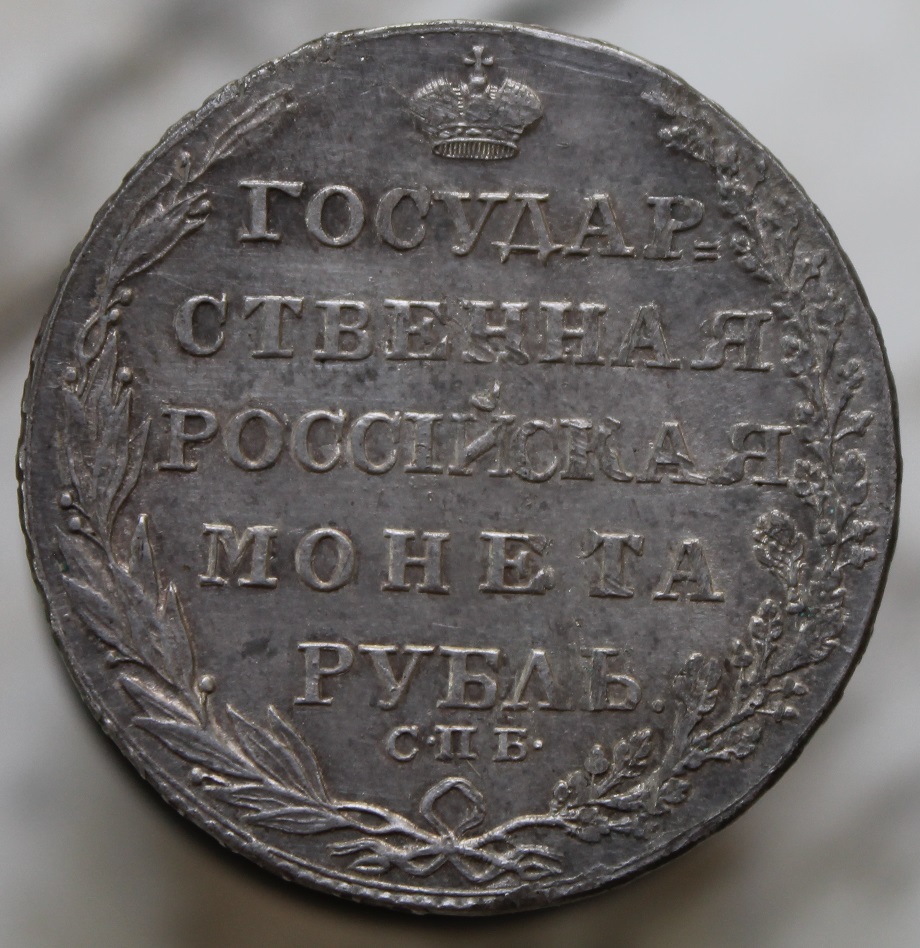 ГОСУДАР=
СТВЕННАЯ
РОССІЙСКАЯ
МОНЕТА
РУБЛЬ.
С·П Б·